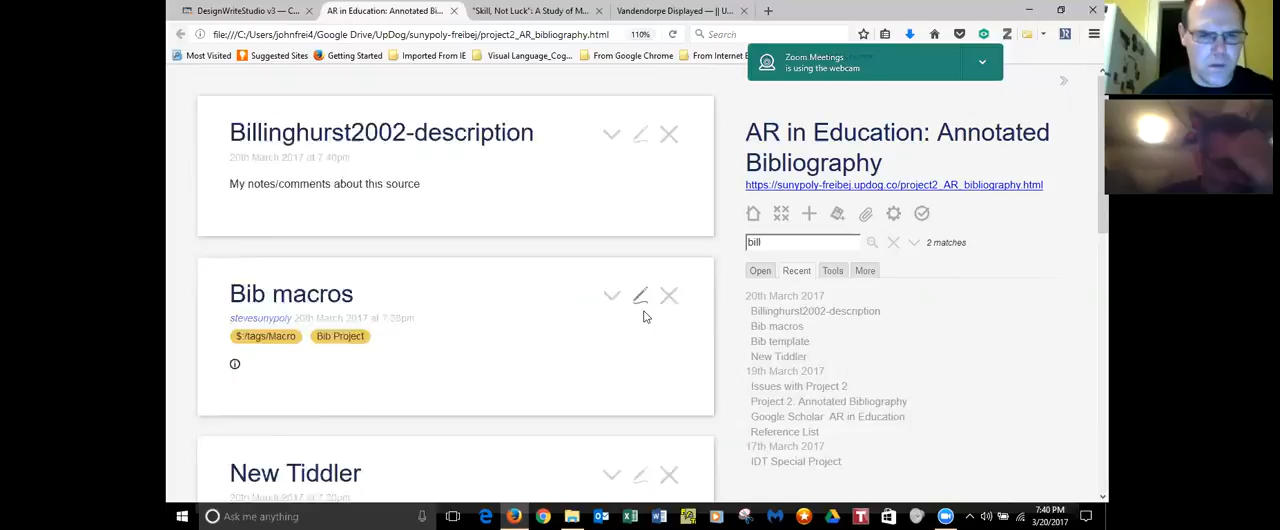 DesignWriteStudio v3 — C...
AR in Education: Annotated Bi...
"Skill, Not Luck": A Study of M...
Vandendorpe Displayed — || U...
file:///C:/Users/johnfrei4/Google Drive/UpDog/sunypoly-freibej/project2_AR_bibliography.html
110%
Search
Most Visited
Suggested Sites
Getting Started
Imported From IE
Visual_Language_Cog...
From Google Chrome
From Internet E
Zoom Meetings
is using the webcam
Billinghurst2002-description
20th March 2017 at 7:40pm
My notes/comments about this source
Bib macros
stevesunypoly 20th March 2017 at 7:38pm
$:/tags/Macro
Bib Project
New Tiddler
AR in Education: Annotated
Bibliography
https://sunypoly-freibej.updog.co/project2_AR_bibliography.html
bill
2 matches
Open
Recent
Tools
More
20th March 2017
Billinghurst2002-description
Bib macros
Bib template
New Tiddler
19th March 2017
Issues with Project 2
Project 2. Annotated Bibliography
Google Scholar AR in Education
Reference List
17th March 2017
IDT Special Project
Ask me anything
7:40 PM
3/20/2017